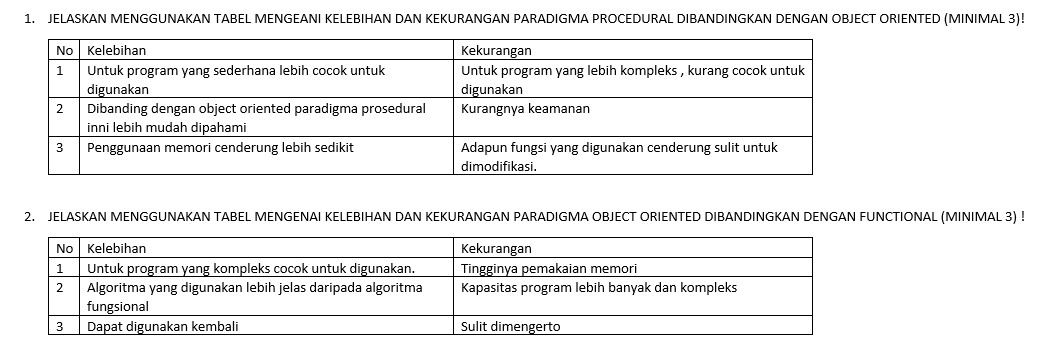 1. JELASKAN MENGGUNAKAN TABEL MENGEANI KELEBIHAN DAN KEKURANGAN PARADIGMA PROCEDURAL DIBANDINGKAN DENGAN OBJECT ORIENTED (MINIMAL 3)!
No Kelebihan Kekurangan
1 Untuk program yang sederhana lebih cocok untuk Untuk program yang lebih kompleks , kurang cocok untuk
digunakan digunakan
2 Dibanding dengan object oriented paradigma prosedural Kurangnya keamanan
inni lebih mudah dipahami
3 Penggunaan memori cenderung lebih sedikit Adapun fungsi yang digunakan cenderung sulit untuk
dimodifikasi.
2. JELASKAN MENGGUNAKAN TABEL MENGENAI KELEBIHAN DAN KEKURANGAN PARADIGMA OBJECT ORIENTED DIBANDINGKAN DENGAN FUNCTIONAL (MINIMAL 3) !
No Kelebihan Kekurangan
1 Untuk program yang kompleks cocok untuk digunakan. Tingginya pemakaian memori
2 Algoritma yang digunakan lebih jelas daripada algoritma Kapasitas program lebih banyak dan kompleks
fungsional
3 Dapat digunakan kembali Sulit dimengerto